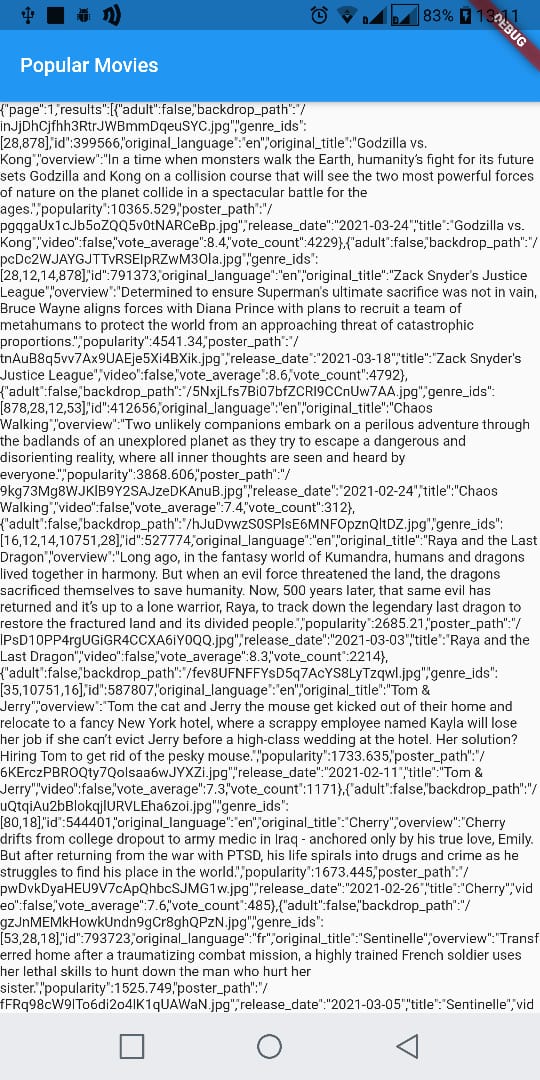 83% 13:11
DEBUG
Popular Movies
{"page":1,"results":[{"adult":false,"backdrop_path":"/
inJjDhCjfhh3RtrJWBmmDqeuSYC.jpg","genre_ids":
[28,878],"id":399566,"original_language":"en","original_title":"Godzilla vs.
Kong","overview":"In a time when monsters walk the Earth, humanity’s fight for its future
sets Godzilla and Kong on a collision course that will see the two most powerful forces
of nature on the planet collide in a spectacular battle for the
ages.","popularity":10365.529,"poster_path":"/
pgqgaUx1cJb5oZQQ5v0tNARCeBp.jpg","release_date":"2021-03-24","title":"Godzilla vs.
Kong","video":false,"vote_average":8.4,"vote_count":4229},{"adult":false,"backdrop_path":"/
pcDc2WJAYGJTTvRSEIpRZwM3Ola.jpg","genre_ids":
[28,12,14,878],"id":791373,"original_language":"en","original_title":"Zack Snyder's Justice
League","overview":"Determined to ensure Superman's ultimate sacrifice was not in vain,
Bruce Wayne aligns forces with Diana Prince with plans to recruit a team of
metahumans to protect the world from an approaching threat of catastrophic
proportions.","popularity":4541.34,"poster_path":"/
tnAuB8q5vv7Ax9UAEje5Xi4BXik.jpg","release_date":"2021-03-18","title":"Zack Snyder's
Justice League","video":false,"vote_average":8.6,"vote_count":4792},
{"adult":false,"backdrop_path":"/5NxjLfs7Bi07bfZCRl9CCnUw7AA.jpg","genre_ids":
[878,28,12,53],"id":412656,"original_language":"en","original_title":"Chaos
Walking","overview":"Two unlikely companions embark on a perilous adventure through
the badlands of an unexplored planet as they try to escape a dangerous and
disorienting reality, where all inner thoughts are seen and heard by
everyone.","popularity":3868.606,"poster_path":"/
9kg73Mg8WJKlB9Y2SAJzeDKAnuB.jpg","release_date":"2021-02-24","title":"Chaos
Walking","video":false,"vote_average":7.4,"vote_count":312},
{"adult":false,"backdrop_path":"/hJuDvwzS0SPlsE6MNFOpznQltDZ.jpg","genre_ids":
[16,12,14,10751,28],"id":527774,"original_language":"en","original_title":"Raya and the Last
Dragon","overview":"Long ago, in the fantasy world of Kumandra, humans and dragons
lived together in harmony. But when an evil force threatened the land, the dragons
sacrificed themselves to save humanity. Now, 500 years later, that same evil has
returned and it’s up to a lone warrior, Raya, to track down the legendary last dragon to
restore the fractured land and its divided people.","popularity":2685.21,"poster_path":"/
lPsD10PP4rgUGiGR4CCXA6iY0QQ.jpg","release_date":"2021-03-03","title":"Raya and the
Last Dragon","video":false,"vote_average":8.3,"vote_count":2214},
{"adult":false,"backdrop_path":"/fev8UFNFFYsD5q7AcYS8LyTzqwl.jpg","genre_ids":
[35,10751,16],"id":587807,"original_language":"en","original_title":"Tom &
Jerry","overview":"Tom the cat and Jerry the mouse get kicked out of their home and
relocate to a fancy New York hotel, where a scrappy employee named Kayla will lose
her job if she can’t evict Jerry before a high-class wedding at the hotel. Her solution?
Hiring Tom to get rid of the pesky mouse.","popularity":1733.635,"poster_path":"/
6KErczPBROQty7QoIsaa6wJYXZi.jpg","release_date":"2021-02-11","title":"Tom &
Jerry","video":false,"vote_average":7.3,"vote_count":1171},{"adult":false,"backdrop_path":"/
uQtqiAu2bBlokqjlURVLEha6zoi.jpg","genre_ids":
[80,18],"id":544401,"original_language":"en","original_title":"Cherry","overview":"Cherry
drifts from college dropout to army medic in Iraq - anchored only by his true love, Emily.
But after returning from the war with PTSD, his life spirals into drugs and crime as he
struggles to find his place in the world.","popularity":1673.445,"poster_path":"/
pwDvkDyaHEU9V7cApQhbcSJMG1w.jpg","release_date":"2021-02-26","title":"Cherry","vid
eo":false,"vote_average":7.6,"vote_count":485},{"adult":false,"backdrop_path":"/
gzJnMEMkHowkUndn9gCr8ghQPzN.jpg","genre_ids":
[53,28,18],"id":793723,"original_language":"fr","original_title":"Sentinelle","overview":"Transf
erred home after a traumatizing combat mission, a highly trained French soldier uses
her lethal skills to hunt down the man who hurt her
sister.","popularity":1525.749,"poster_path":"/
fFRq98cW9lTo6di2o4lK1qUAWaN.jpg","release_date":"2021-03-05","title":"Sentinelle","vid